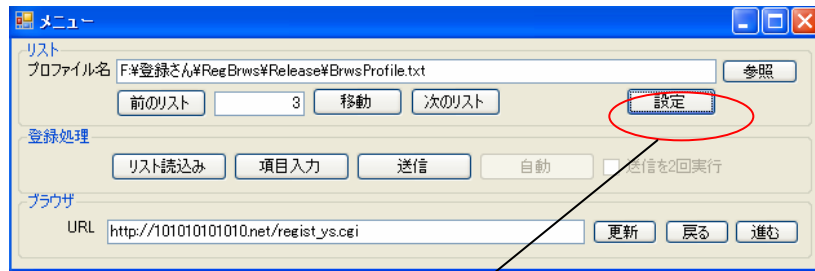 メニュー
リスト
プロファイル名 F:¥登録さん¥RegBrws¥Release¥BrwsProfile.txt 参照
前のリスト 3 移動 次のリスト 設定
登録処理
リスト読込み 項目入力 送信 自動 送信を2回実行
ブラウザ
URL http://101010101010.net/regist_ys.cgi 更新 戻る 進む